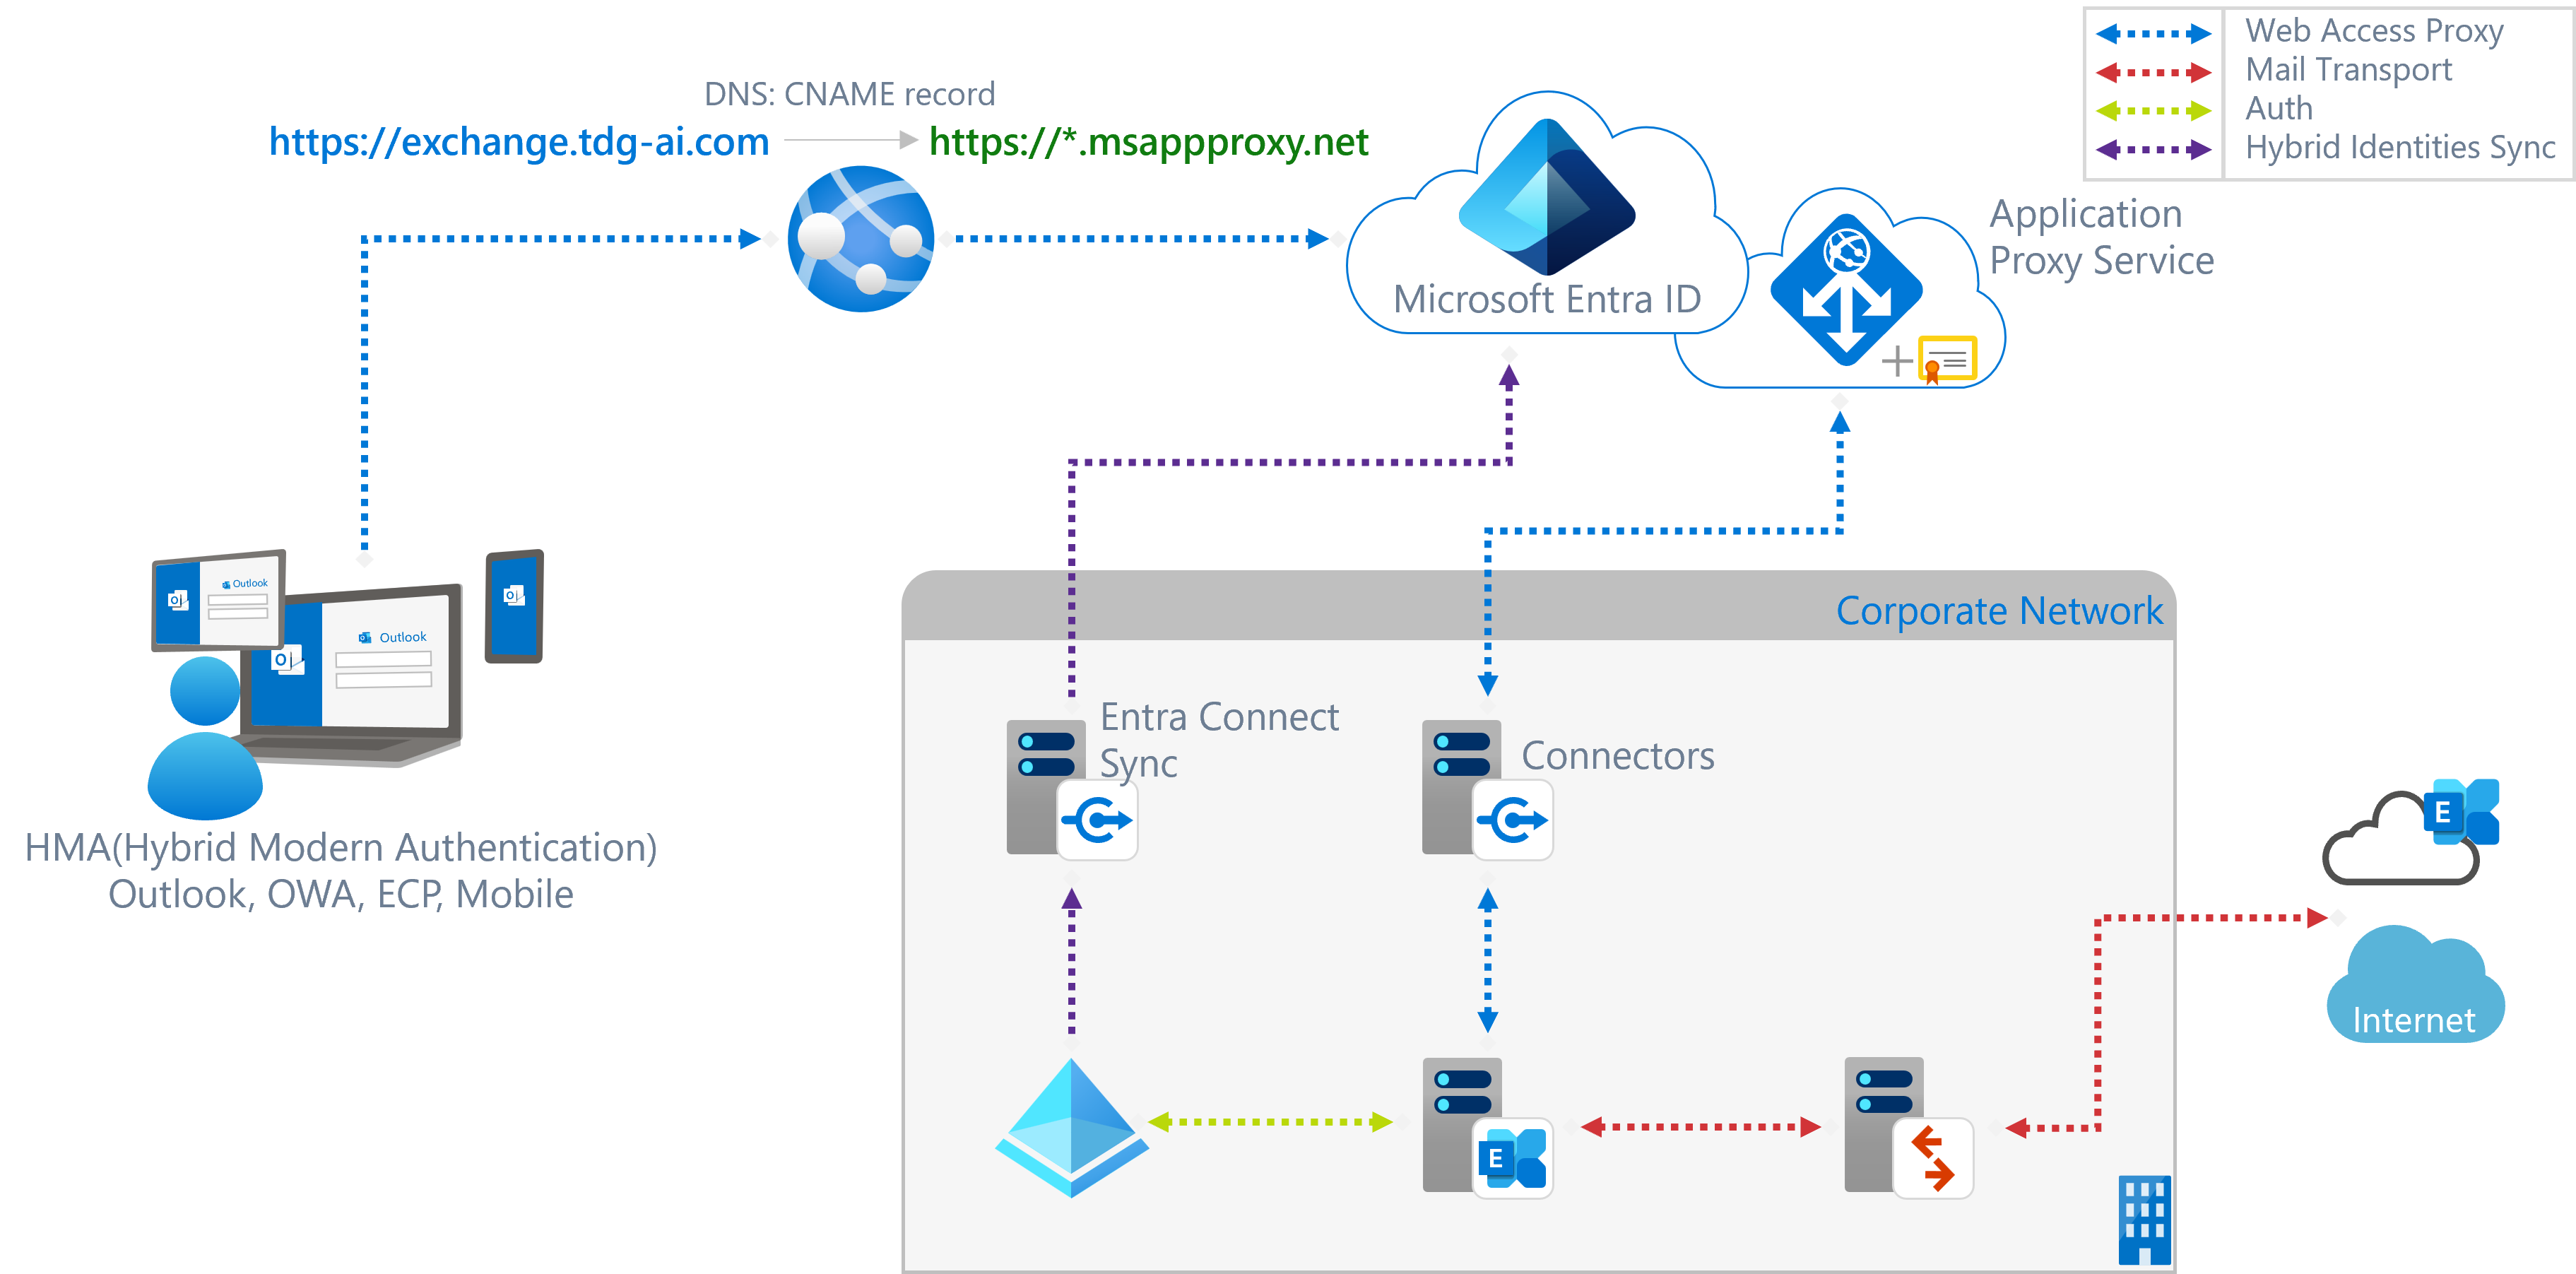 Web Access Proxy
Mail Transport
Auth
Hybrid Identities Sync
DNS: CNAME record
https://exchange.tdg-ai.com
https://*.msappproxy.net
Microsoft Entra ID
Application
Proxy Service
Outlook
Outlook
HMA(Hybrid Modern Authentication)
Outlook, OWA, ECP, Mobile
Corporate Network
Entra Connect
Sync
Connectors
E
Internet
E